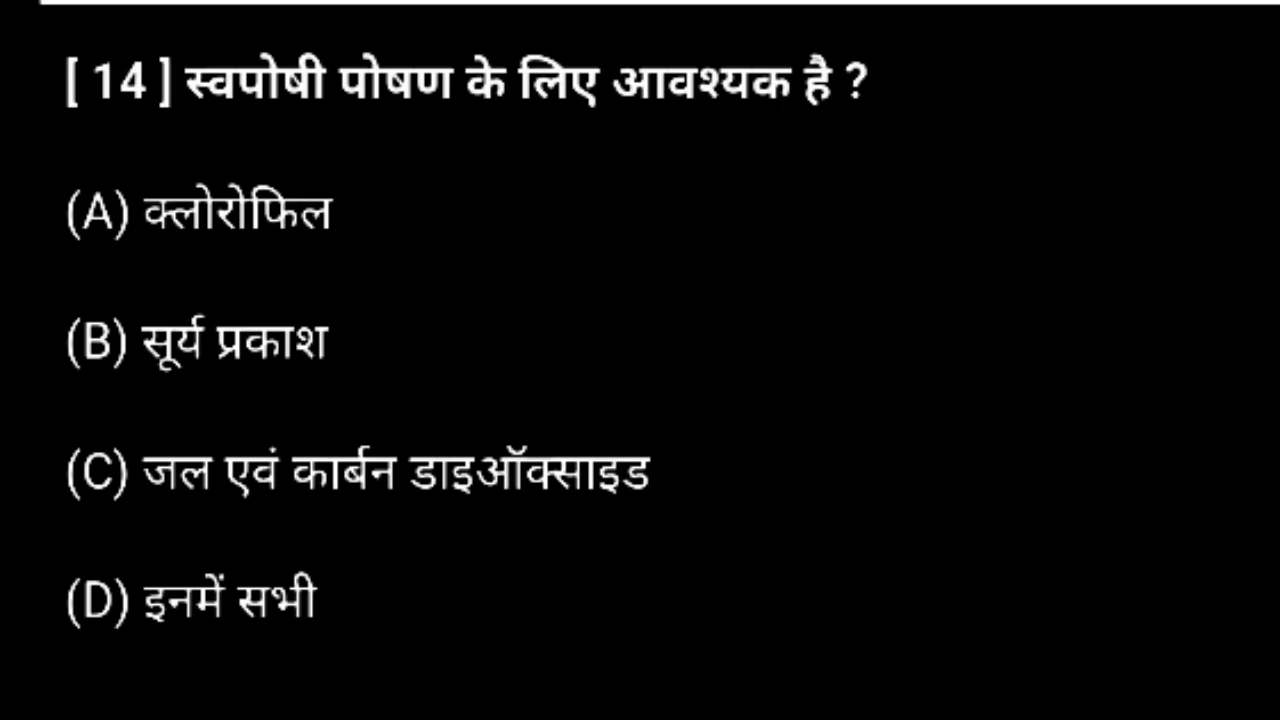 [ 14 ] स्वपोषी पोषण के लिए आवश्यक है ?
(A) क्लोरोफिल
(B) सूर्य प्रकाश
(C) जल एवं कार्बन डाइऑक्साइड
(D) इनमें सभी